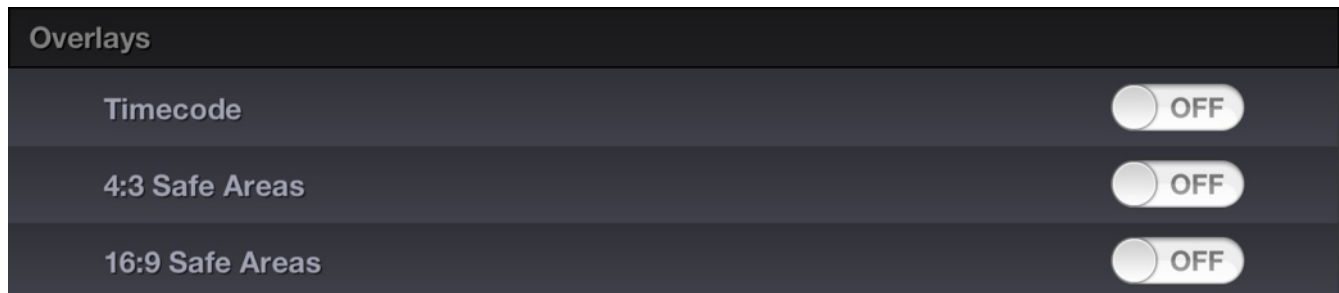 Overlays
Timecode OFF
4:3 Safe Areas OFF
16:9 Safe Areas OFF